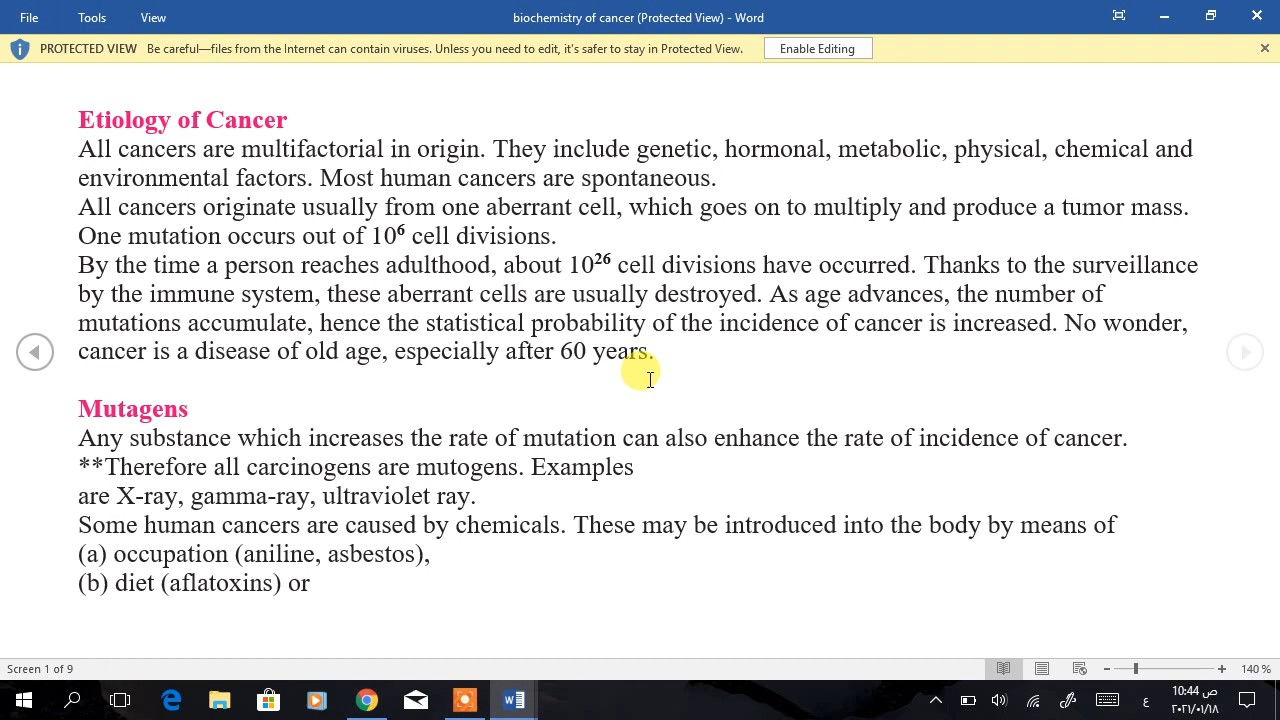 File Tools View biochemistry of cancer (Protected View) - Word
PROTECTED VIEW Be careful—files from the Internet can contain viruses. Unless you need to edit, it's safer to stay in Protected View. Enable Editing
Etiology of Cancer
All cancers are multifactorial in origin. They include genetic, hormonal, metabolic, physical, chemical and
environmental factors. Most human cancers are spontaneous.
All cancers originate usually from one aberrant cell, which goes on to multiply and produce a tumor mass.
One mutation occurs out of 10⁶ cell divisions.
By the time a person reaches adulthood, about 10²⁶ cell divisions have occurred. Thanks to the surveillance
by the immune system, these aberrant cells are usually destroyed. As age advances, the number of
mutations accumulate, hence the statistical probability of the incidence of cancer is increased. No wonder,
cancer is a disease of old age, especially after 60 years.
Mutagens
Any substance which increases the rate of mutation can also enhance the rate of incidence of cancer.
**Therefore all carcinogens are mutogens. Examples
are X-ray, gamma-ray, ultraviolet ray.
Some human cancers are caused by chemicals. These may be introduced into the body by means of
(a) occupation (aniline, asbestos),
(b) diet (aflatoxins) or
Screen 1 of 9 140 %
ع 10:44 ص
٢٠٢١/٠١/١٨